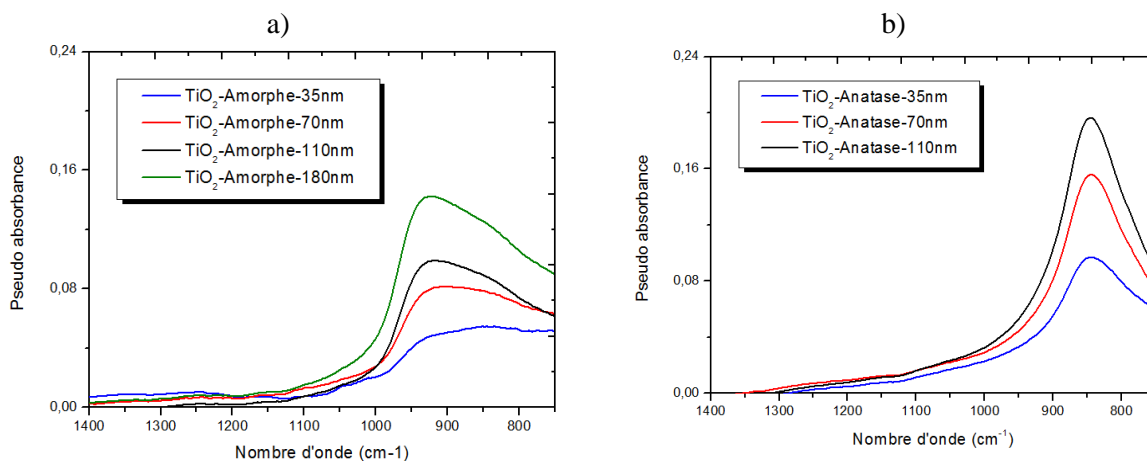 a)
0,24
0,16
0,08
0,00
Pseudo absorbance
TiO₂-Amorphe-35nm
TiO₂-Amorphe-70nm
TiO₂-Amorphe-110nm
TiO₂-Amorphe-180nm
1400 1300 1200 1100 1000 900 800
Nombre d'onde (cm-1)
b)
0,24
0,16
0,08
0,00
Pseudo absorbance
TiO₂-Anatase-35nm
TiO₂-Anatase-70nm
TiO₂-Anatase-110nm
1400 1300 1200 1100 1000 900 800
Nombre d'onde (cm⁻¹)